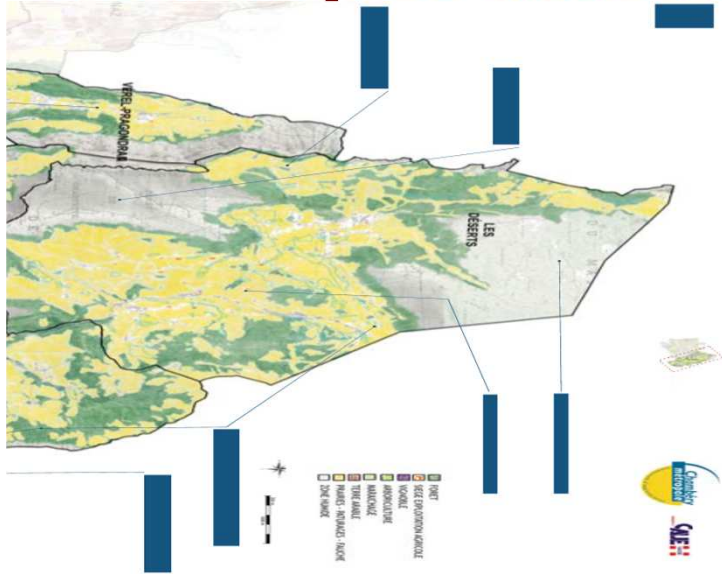 VEREL-PRAGONDRAN
LES
DÉSERTS
FORET
SIEGE EXPLOITATION AGRICOLE
VIGNOBLE
ARBORICULTURE
MARAICHAGE
TERRE ARABLE
PRAIRIES - PATURAGES - FAUCHE
ZONE HUMIDE
Chambéry
métropole